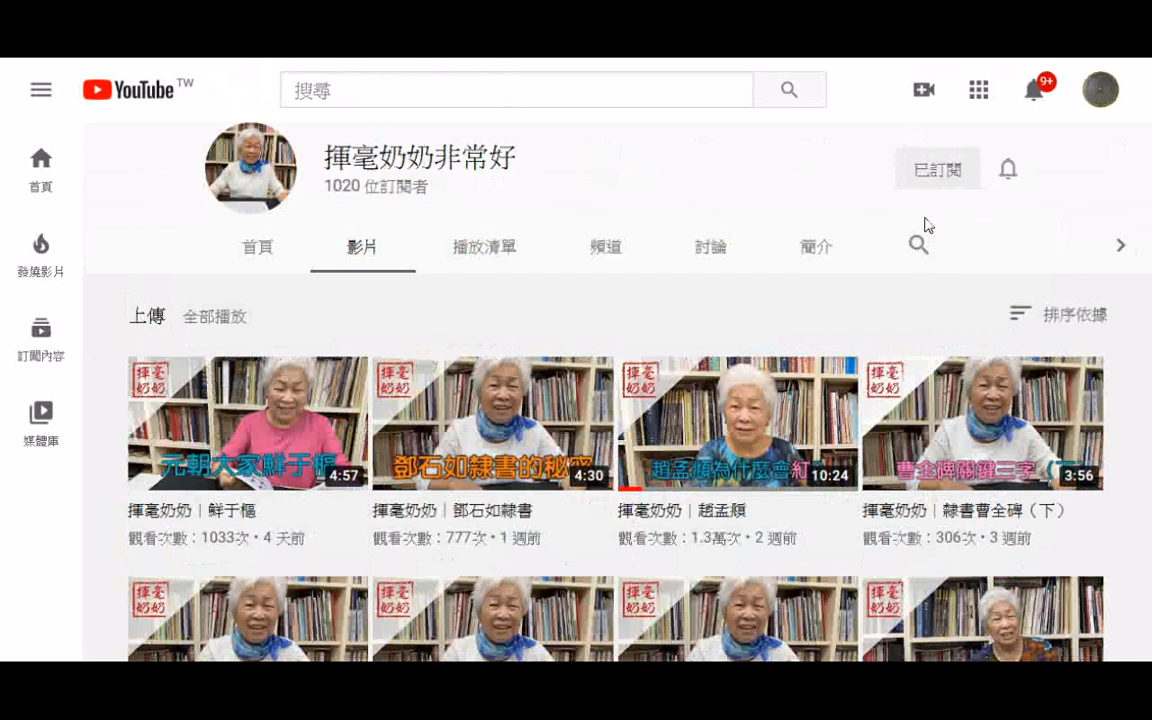 YouTube TW
搜尋
9+
首頁
發燒影片
訂閱內容
媒體庫
揮毫奶奶非常好
1020 位訂閱者
已訂閱
首頁 影片 播放清單 頻道 討論 簡介
上傳 全部播放 排序依據
揮毫奶奶
元朝大家鮮于樞
4:57
揮毫奶奶
鄧石如隸書的秘密
4:30
揮毫奶奶
趙孟頫為什麼會紅
10:24
揮毫奶奶
曹全碑關鍵三字（下
3:56
揮毫奶奶｜鮮于樞
觀看次數：1033次・4 天前
揮毫奶奶｜鄧石如隸書
觀看次數：777次・1 週前
揮毫奶奶｜趙孟頫
觀看次數：1.3萬次・2 週前
揮毫奶奶｜隸書曹全碑（下）
觀看次數：306次・3 週前
揮毫奶奶
揮毫奶奶
揮毫奶奶
揮毫奶奶